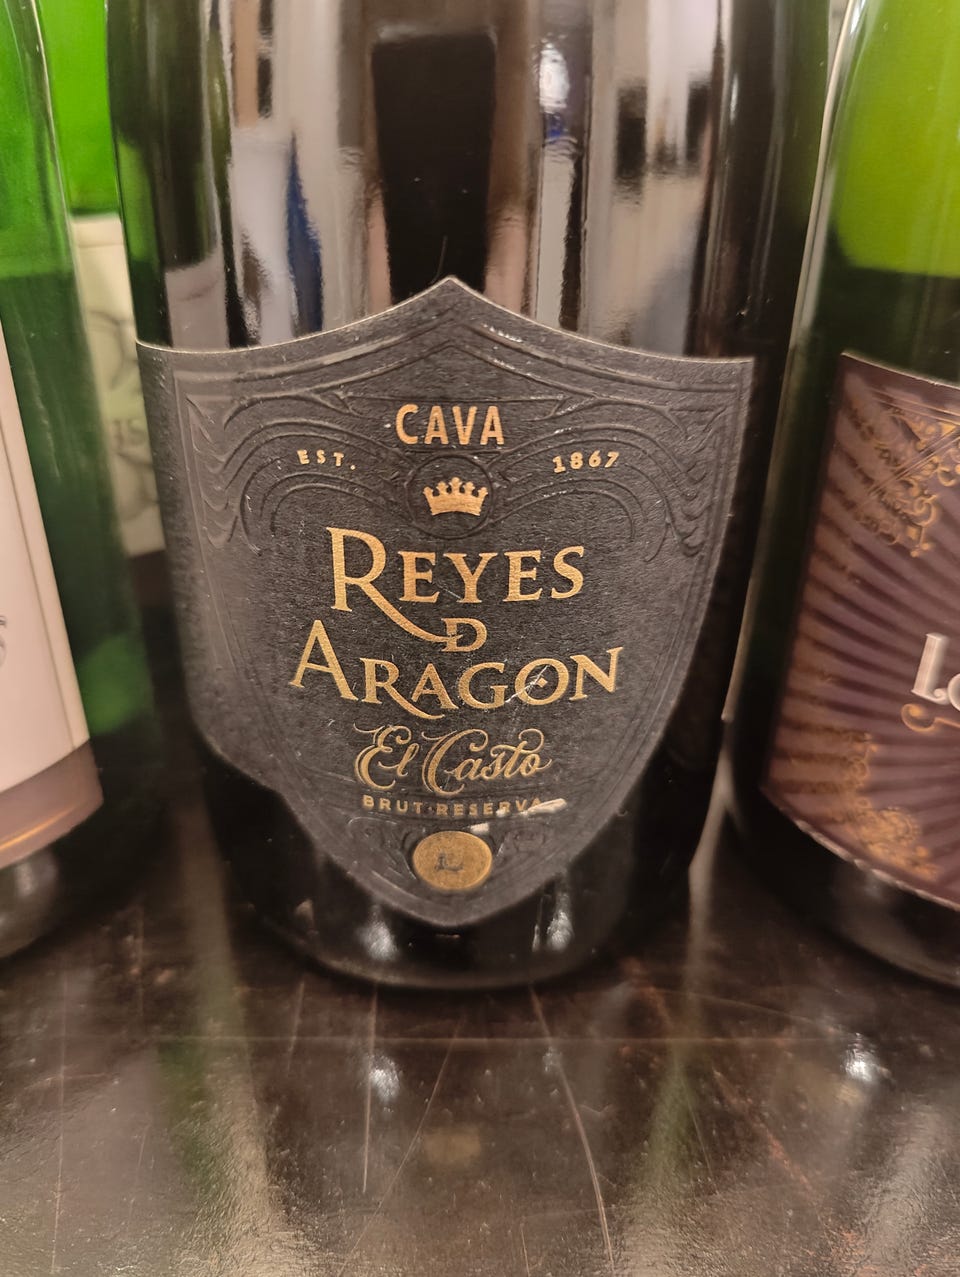 CAVA
EST. 1867
REYES
D
ARAGON
El Casto
BRUT RESERVA